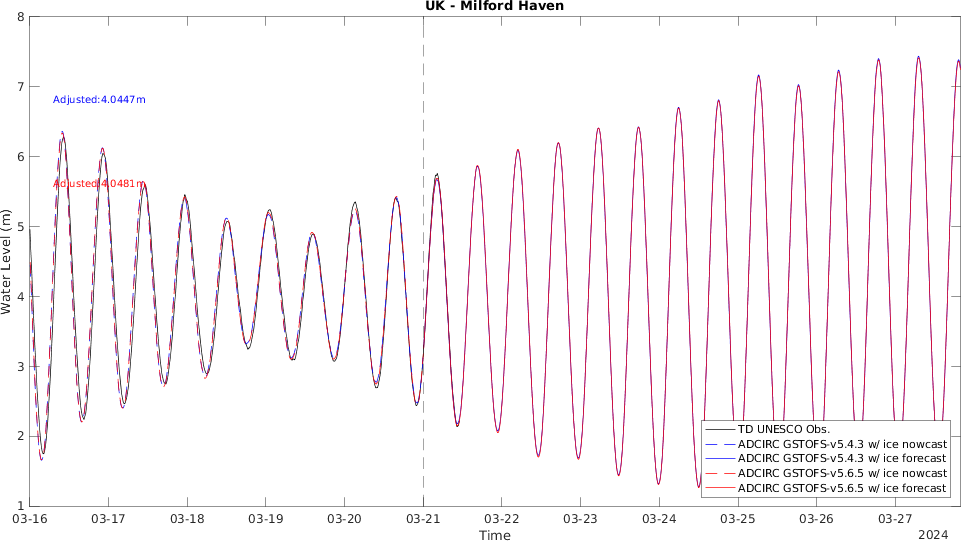 UK - Milford Haven
8
7
6
5
4
3
2
1
Water Level (m)
Adjusted:4.0447m
Adjusted:4.0481m
TD UNESCO Obs.
ADCIRC GSTOFS-v5.4.3 w/ ice nowcast
ADCIRC GSTOFS-v5.4.3 w/ ice forecast
ADCIRC GSTOFS-v5.6.5 w/ ice nowcast
ADCIRC GSTOFS-v5.6.5 w/ ice forecast
03-16 03-17 03-18 03-19 03-20 03-21 03-22 03-23 03-24 03-25 03-26 03-27
Time
2024